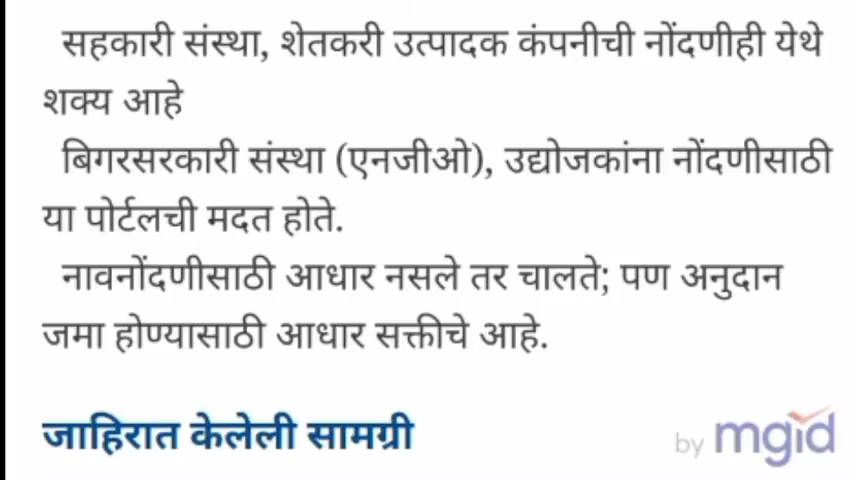 सहकारी संस्था, शेतकरी उत्पादक कंपनीची नोंदणीही येथे
शक्य आहे
बिगरसरकारी संस्था (एनजीओ), उद्योजकांना नोंदणीसाठी
या पोर्टलची मदत होते.
नावनोंदणीसाठी आधार नसले तर चालते; पण अनुदान
जमा होण्यासाठी आधार सक्तीचे आहे.
जाहिरात केलेली सामग्री
by mgid